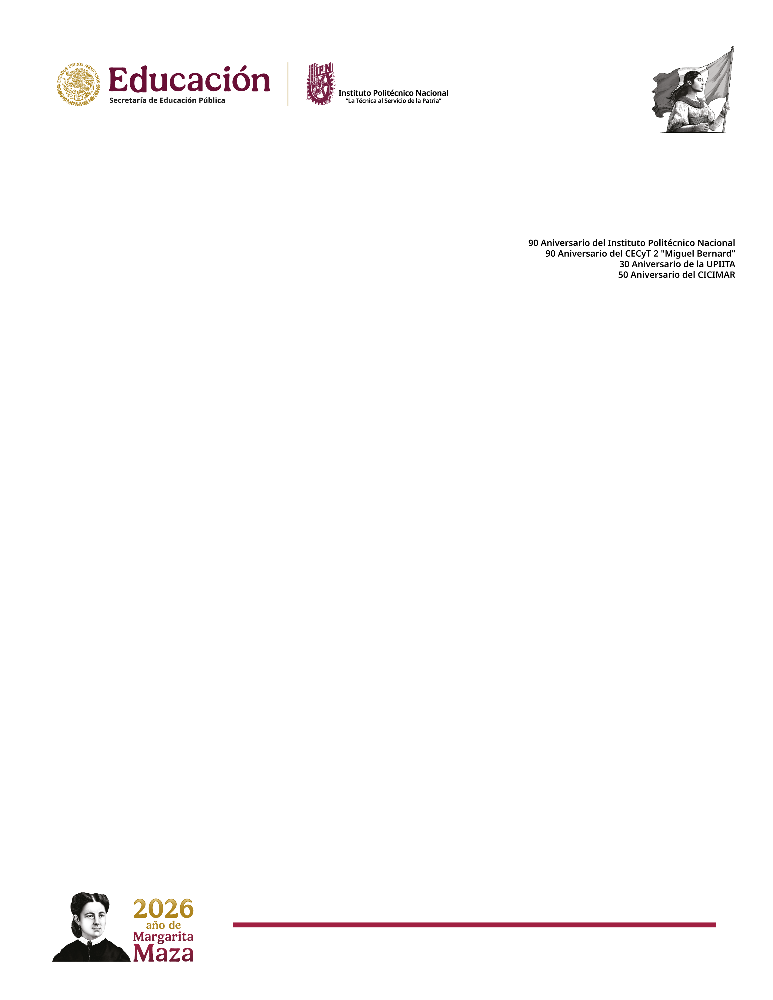 ESTADOS UNIDOS MEXICANOS
Educación
Secretaría de Educación Pública
IPN
Instituto Politécnico Nacional
“La Técnica al Servicio de la Patria”
90 Aniversario del Instituto Politécnico Nacional
90 Aniversario del CECyT 2 "Miguel Bernard”
30 Aniversario de la UPIITA
50 Aniversario del CICIMAR
2026
año de
Margarita
Maza